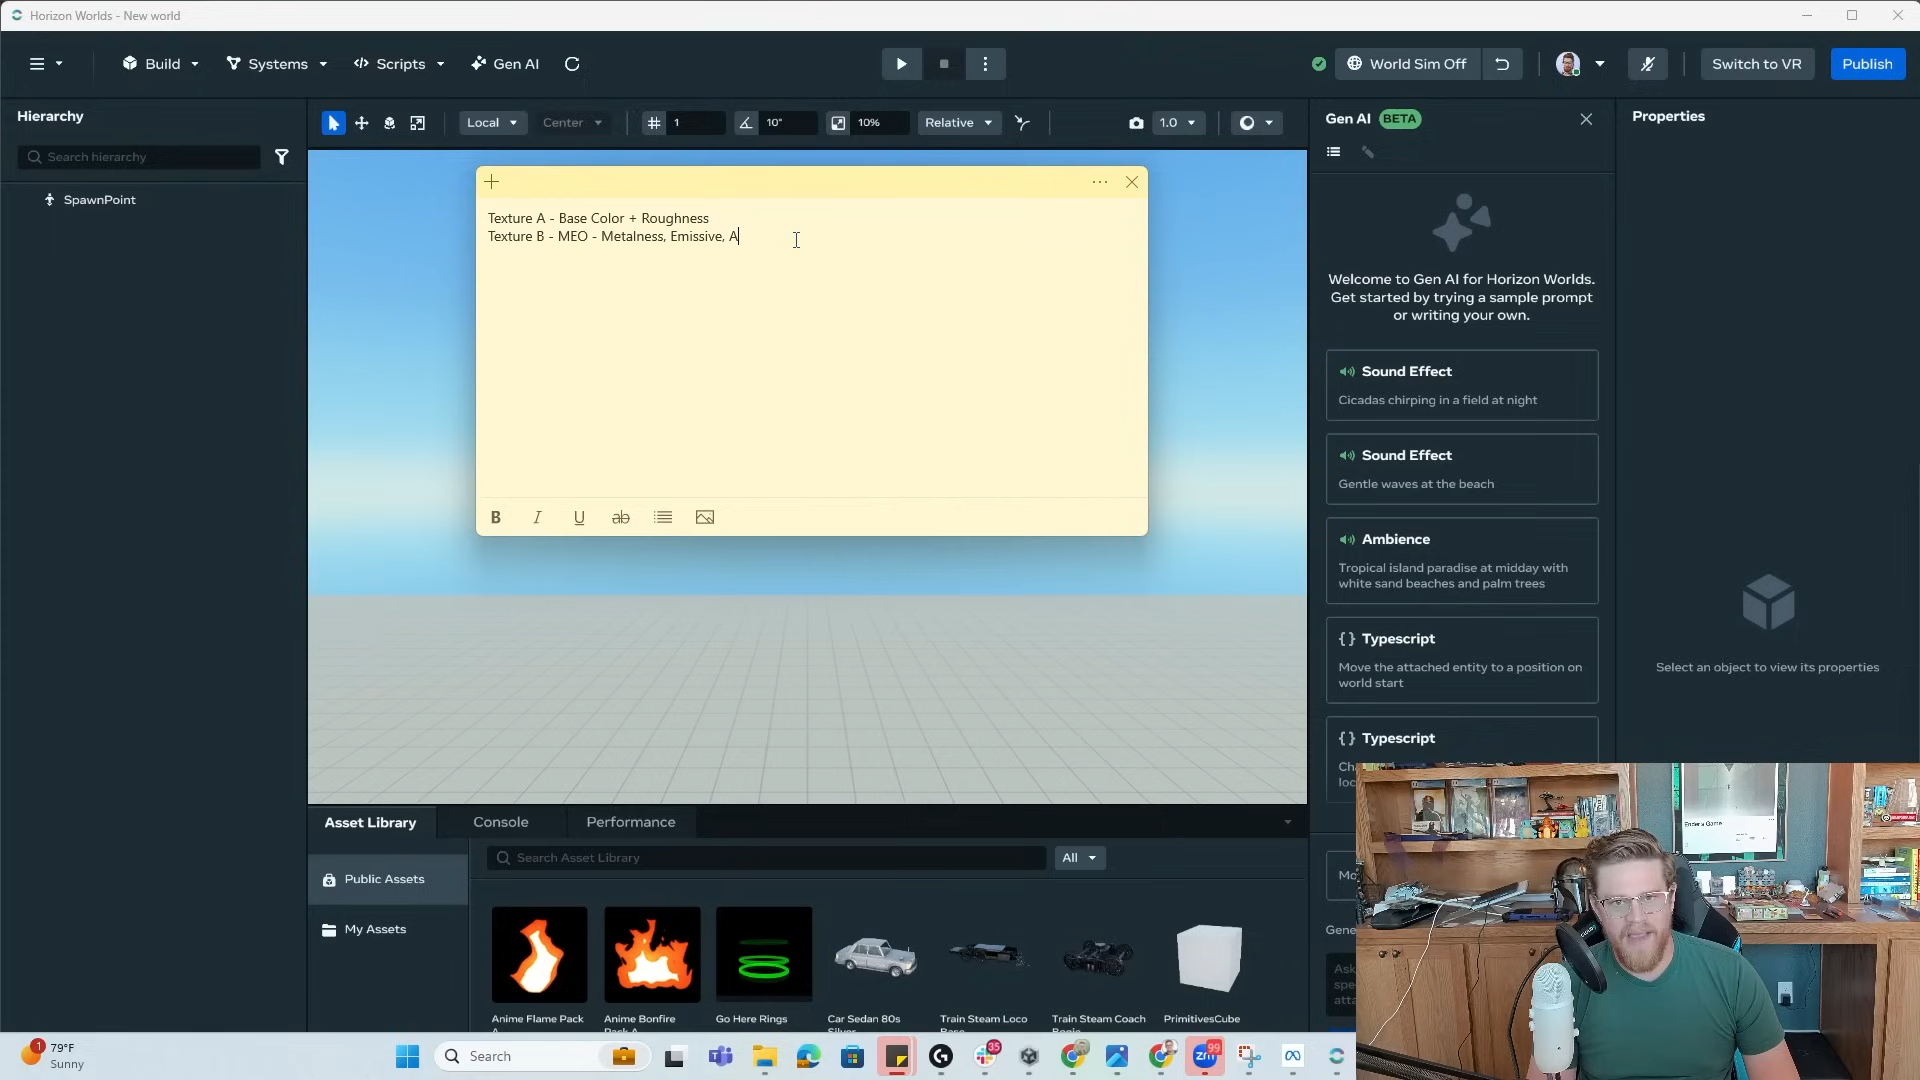 Horizon Worlds - New world
Build
Systems
Scripts
Gen AI
World Sim Off
Switch to VR
Publish
Hierarchy
Search hierarchy
SpawnPoint
Local
Center
1
10°
10%
Relative
1.0
Texture A - Base Color + Roughness
Texture B - MEO - Metalness, Emissive, A
B
I
U
ab
Gen AI BETA
Welcome to Gen AI for Horizon Worlds.
Get started by trying a sample prompt
or writing your own.
Sound Effect
Cicadas chirping in a field at night
Sound Effect
Gentle waves at the beach
Ambience
Tropical island paradise at midday with
white sand beaches and palm trees
Typescript
Move the attached entity to a position on
world start
Typescript
Properties
Select an object to view its properties
Asset Library
Console
Performance
Public Assets
My Assets
Search Asset Library
All
Anime Flame Pack
Anime Bonfire
Go Here Rings
Car Sedan 80s
Train Steam Loco
Train Steam Coach
PrimitivesCube
Ender's Game
1
79°F
Sunny
Search
35
99